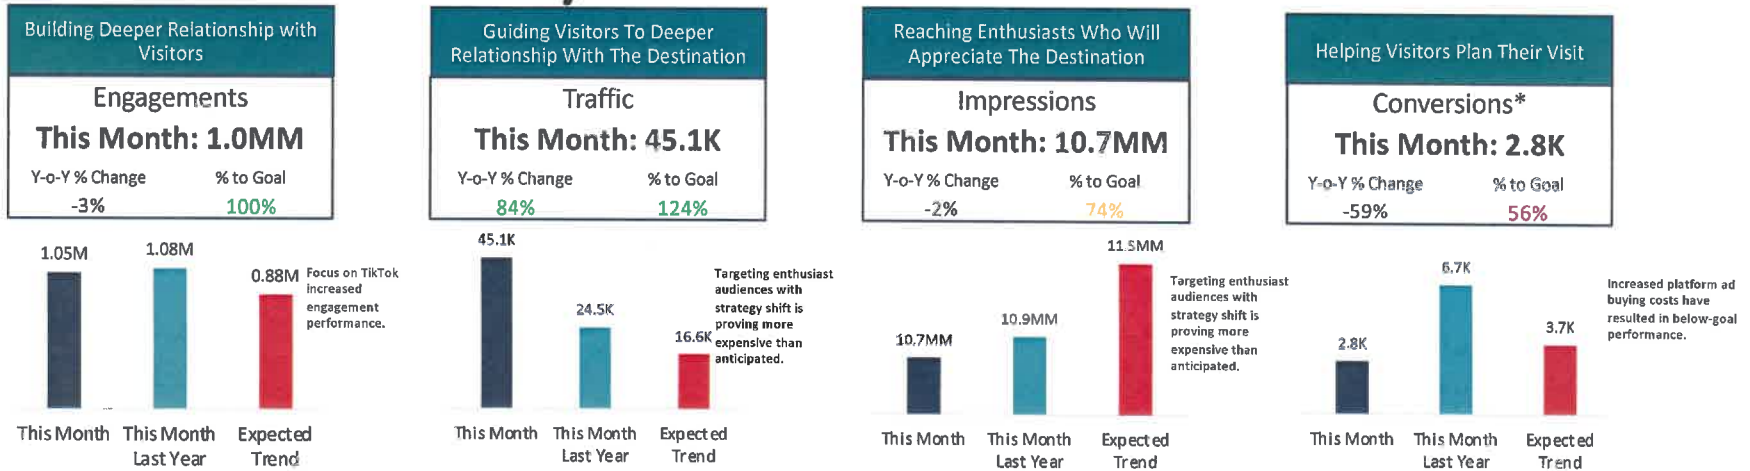 Building Deeper Relationship with
Visitors
Engagements
This Month: 1.0MM
Y-o-Y % Change % to Goal
-3% 100%
1.05M
1.08M
0.88M
Focus on TikTok
increased
engagement
performance.
This Month
This Month
Last Year
Expected
Trend
Guiding Visitors To Deeper
Relationship With The Destination
Traffic
This Month: 45.1K
Y-o-Y % Change % to Goal
84% 124%
45.1K
24.5K
16.6K
Targeting enthusiast
audiences with
strategy shift is
proving more
expensive than
anticipated.
This Month
This Month
Last Year
Expected
Trend
Reaching Enthusiasts Who Will
Appreciate The Destination
Impressions
This Month: 10.7MM
Y-o-Y % Change % to Goal
-2% 74%
10.7MM
10.9MM
11.5MM
Targeting enthusiast
audiences with
strategy shift is
proving more
expensive than
anticipated.
This Month
This Month
Last Year
Expected
Trend
Helping Visitors Plan Their Visit
Conversions*
This Month: 2.8K
Y-o-Y % Change % to Goal
-59% 56%
2.8K
6.7K
3.7K
Increased platform ad
buying costs have
resulted in below-goal
performance.
This Month
This Month
Last Year
Expected
Trend